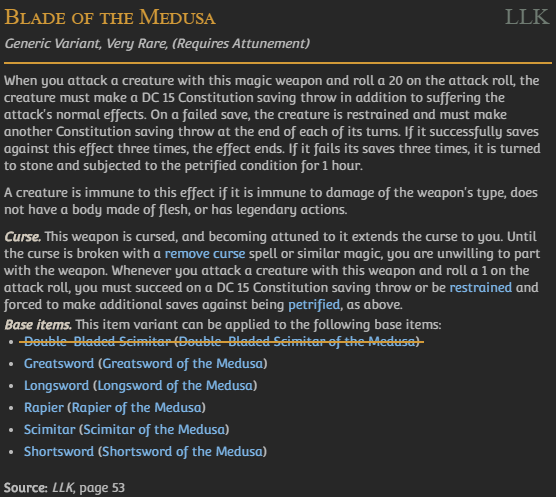 Blade of the Medusa LLK
Generic Variant, Very Rare, (Requires Attunement)
When you attack a creature with this magic weapon and roll a 20 on the attack roll, the
creature must make a DC 15 Constitution saving throw in addition to suffering the
attack's normal effects. On a failed save, the creature is restrained and must make
another Constitution saving throw at the end of each of its turns. If it successfully saves
against this effect three times, the effect ends. If it fails its saves three times, it is turned
to stone and subjected to the petrified condition for 1 hour.
A creature is immune to this effect if it is immune to damage of the weapon's type, does
not have a body made of flesh, or has legendary actions.
Curse. This weapon is cursed, and becoming attuned to it extends the curse to you. Until
the curse is broken with a remove curse spell or similar magic, you are unwilling to part
with the weapon. Whenever you attack a creature with this weapon and roll a 1 on the
attack roll, you must succeed on a DC 15 Constitution saving throw or be restrained and
forced to make additional saves against being petrified, as above.
Base items. This item variant can be applied to the following base items:
• Double-Bladed Scimitar (Double-Bladed Scimitar of the Medusa)
• Greatsword (Greatsword of the Medusa)
• Longsword (Longsword of the Medusa)
• Rapier (Rapier of the Medusa)
• Scimitar (Scimitar of the Medusa)
• Shortsword (Shortsword of the Medusa)
Source: LLK, page 53